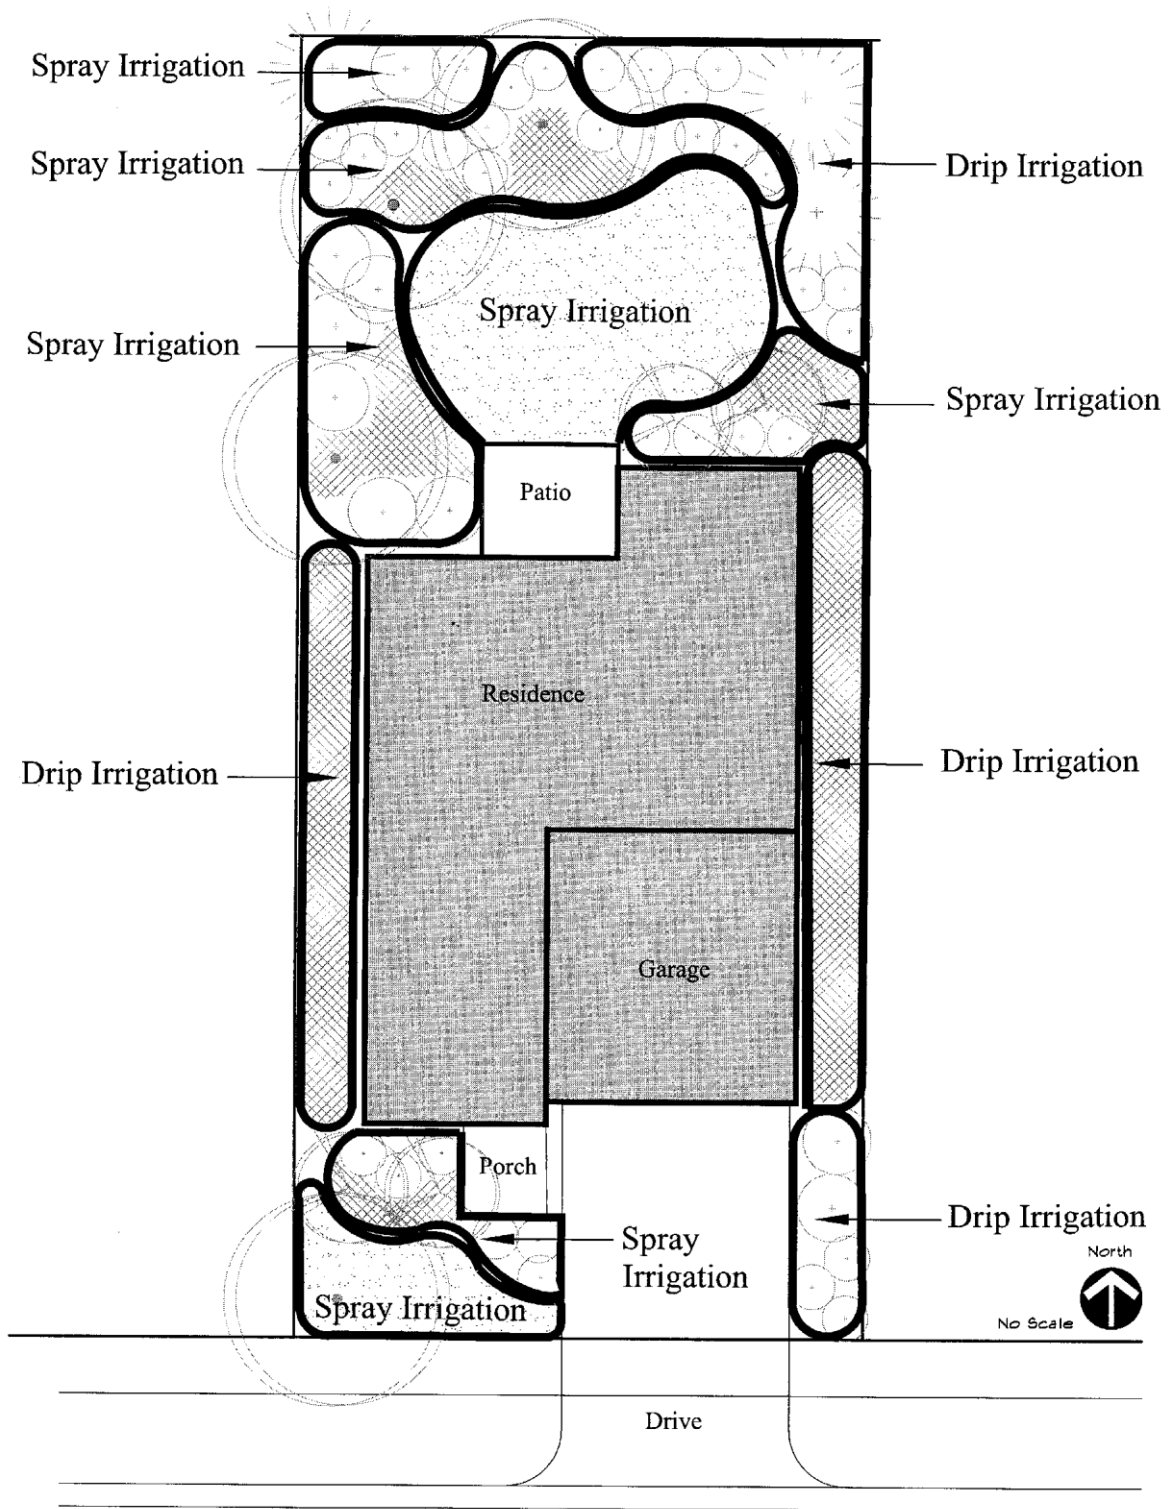 Spray Irrigation
Spray Irrigation
Drip Irrigation
Spray Irrigation
Spray Irrigation
Spray Irrigation
Patio
Residence
Drip Irrigation
Drip Irrigation
Garage
Porch
Drip Irrigation
Spray
Irrigation
North
Spray Irrigation
No Scale
Drive